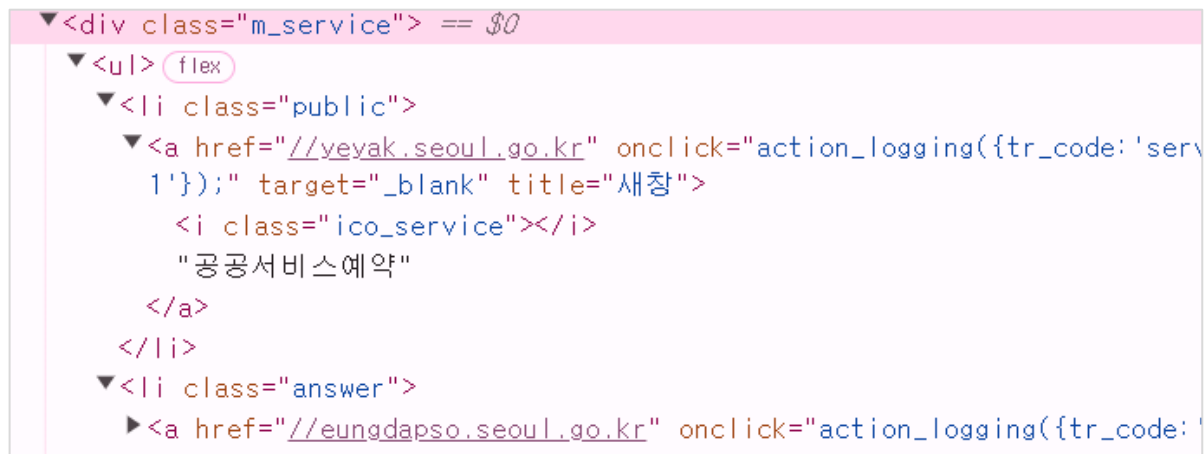 ▼<div class="m_service"> == $0
▼<ul> flex
▼<li class="public">
▼<a href="//yeyak.seoul.go.kr" onclick="action_logging({tr_code:'serv
1'});" target="_blank" title="새창">
<i class="ico_service"></i>
"공공서비스예약"
</a>
</li>
▼<li class="answer">
▶<a href="//eungdapso.seoul.go.kr" onclick="action_logging({tr_code:'